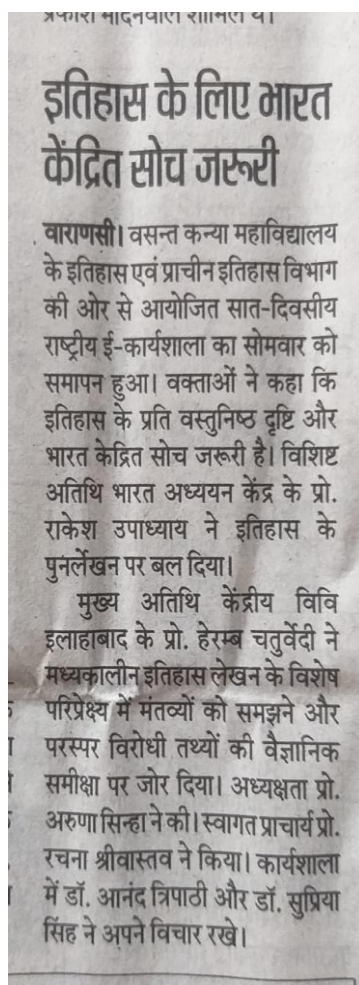 इतिहास के लिए भारत
केंद्रित सोच जरूरी
वाराणसी। वसन्त कन्या महाविद्यालय
के इतिहास एवं प्राचीन इतिहास विभाग
की ओर से आयोजित सात-दिवसीय
राष्ट्रीय ई-कार्यशाला का सोमवार को
समापन हुआ। वक्ताओं ने कहा कि
इतिहास के प्रति वस्तुनिष्ठ दृष्टि और
भारत केद्रित सोच जरूरी है। विशिष्ट
अतिथि भारत अध्ययन केंद्र के प्रो.
राकेश उपाध्याय ने इतिहास के
पुनर्लेखन पर बल दिया।
मुख्य अतिथि केंद्रीय विवि
इलाहाबाद के प्रो. हेरम्ब चतुर्वेदी ने
मध्यकालीन इतिहास लेखन के विशेष
परिप्रेक्ष्य में मंतव्यों को समझने और
परस्पर विरोधी तथ्यों की वैज्ञानिक
समीक्षा पर जोर दिया। अध्यक्षता प्रो.
अरुणा सिन्हा ने की। स्वागत प्राचार्य प्रो.
रचना श्रीवास्तव ने किया। कार्यशाला
में डॉ. आनंद त्रिपाठी और डॉ. सुप्रिया
सिंह ने अपने विचार रखे।